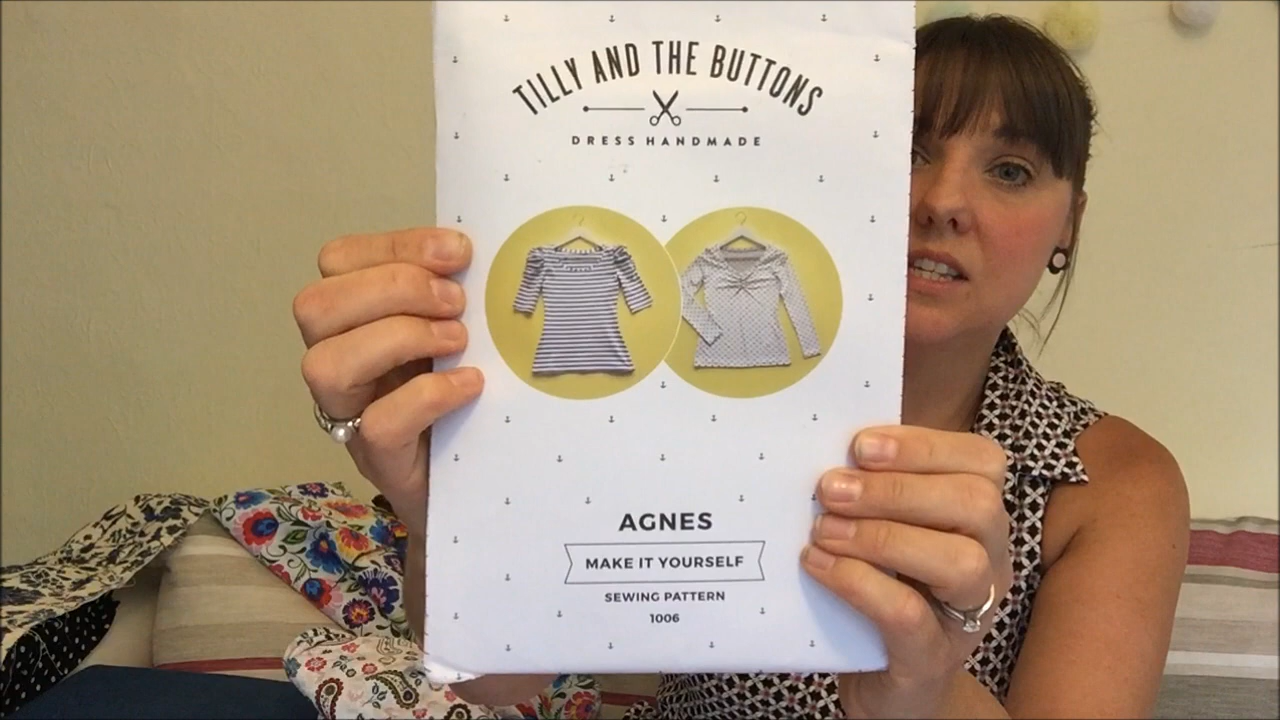 TILLY AND THE BUTTONS
DRESS HANDMADE
AGNES
MAKE IT YOURSELF
SEWING PATTERN
1006